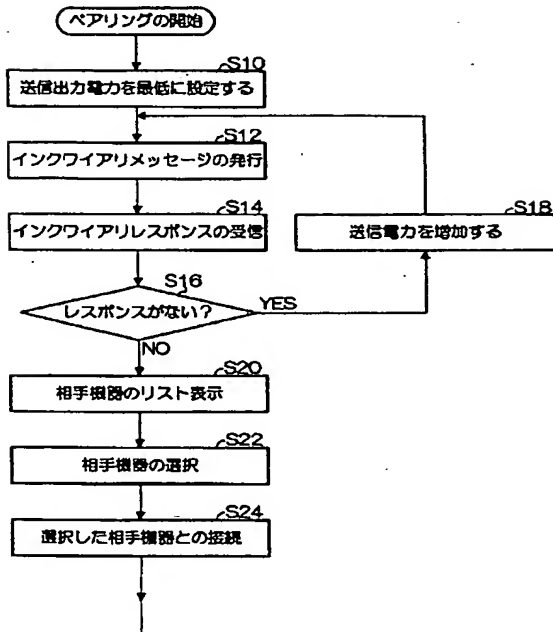 ペアリングの開始
S10
送信出力電力を最低に設定する
S12
インクワイアリメッセージの発行
S14
インクワイアリレスポンスの受信
S18
送信電力を増加する
S16
レスポンスがない?
YES
NO
S20
相手機器のリスト表示
S22
相手機器の選択
S24
選択した相手機器との接続